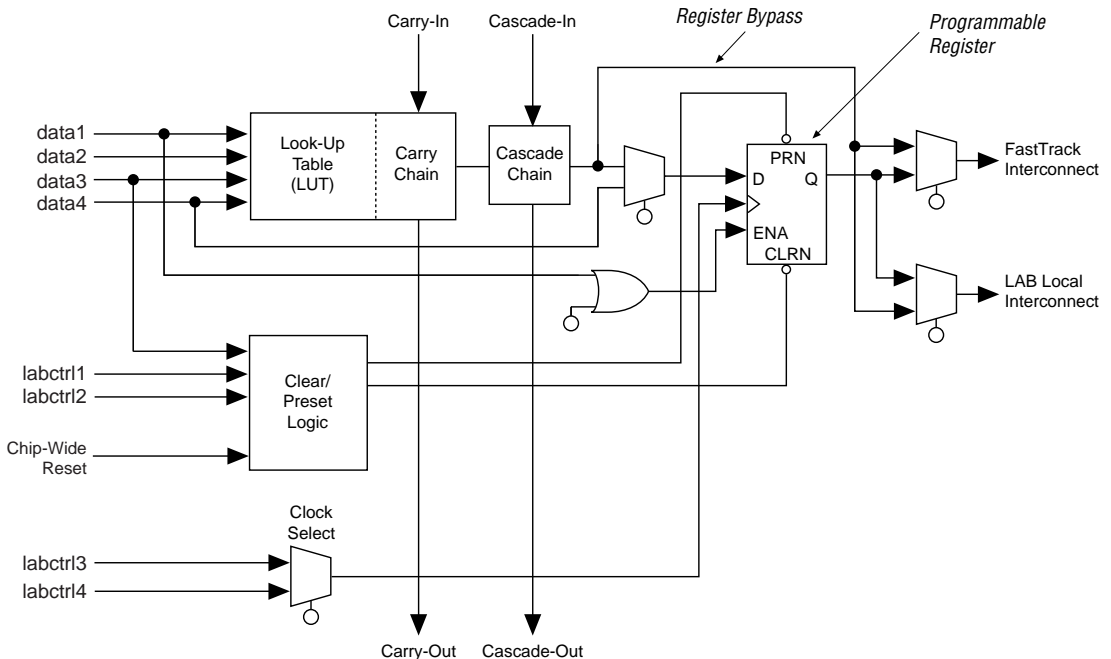 Carry-In
Cascade-In
Register Bypass
Programmable
Register
data1
data2
data3
data4
Look-Up
Table
(LUT)
Carry
Chain
Cascade
Chain
PRN
D
Q
ENA
CLRN
FastTrack
Interconnect
LAB Local
Interconnect
labctrl1
labctrl2
Clear/
Preset
Logic
Chip-Wide
Reset
Clock
Select
labctrl3
labctrl4
Carry-Out
Cascade-Out